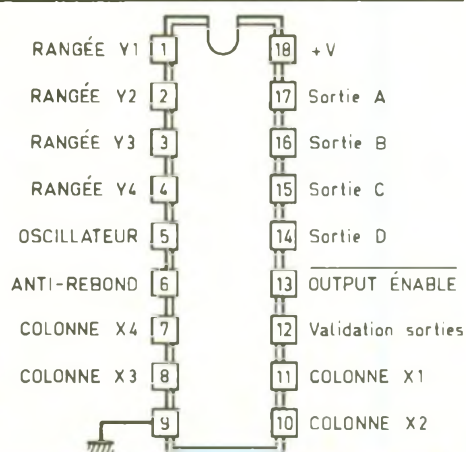 RANGÉE Y1 1 18 +V
RANGÉE Y2 2 17 Sortie A
RANGÉE Y3 3 16 Sortie B
RANGÉE Y4 4 15 Sortie C
OSCILLATEUR 5 14 Sortie D
ANTI-REBOND 6 13 OUTPUT ÉNABLE
COLONNE X4 7 12 Validation sorties
COLONNE X3 8 11 COLONNE X1
9 10 COLONNE X2